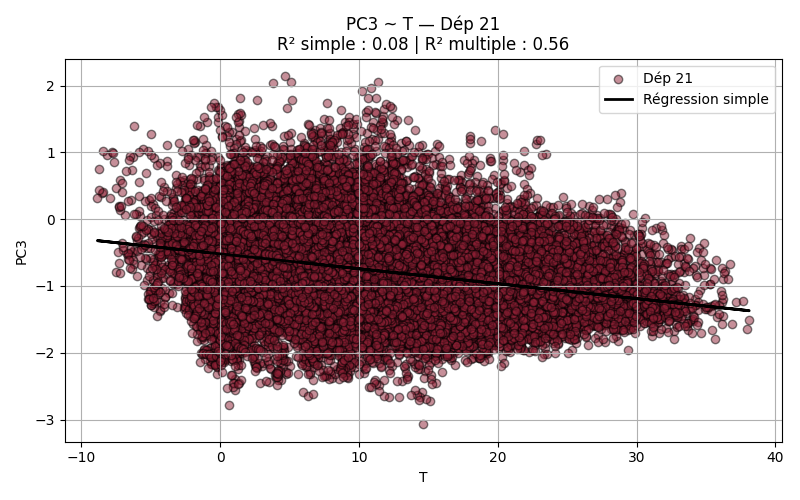 PC3 ~ T — Dép 21
R² simple : 0.08 | R² multiple : 0.56
Dép 21
Régression simple
2
1
0
−1
−2
−3
PC3
−10
0
10
20
30
40
T